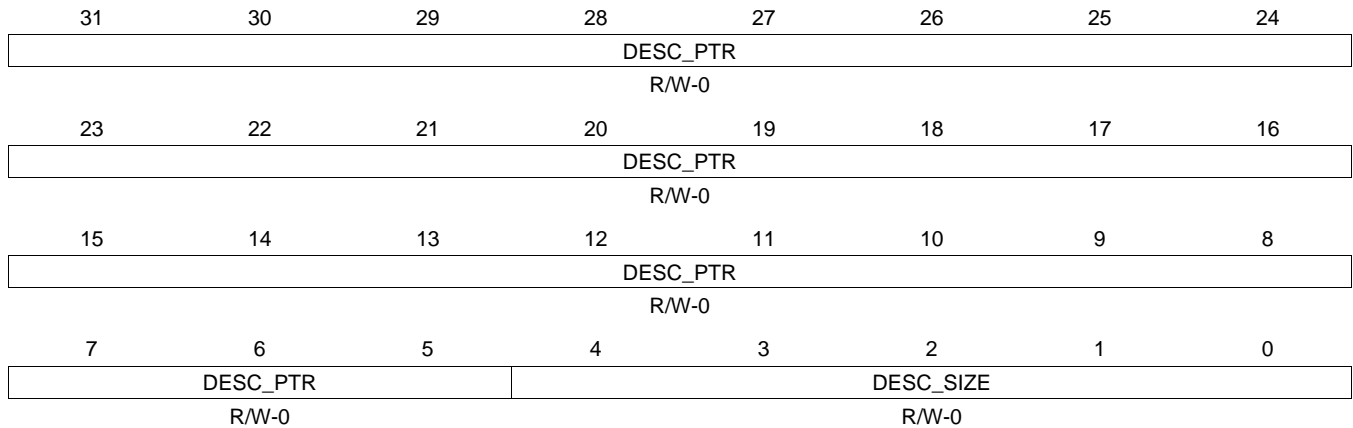 31 30 29 28 27 26 25 24
DESC_PTR
R/W-0
23 22 21 20 19 18 17 16
DESC_PTR
R/W-0
15 14 13 12 11 10 9 8
DESC_PTR
R/W-0
7 6 5 4 3 2 1 0
DESC_PTR DESC_SIZE
R/W-0 R/W-0